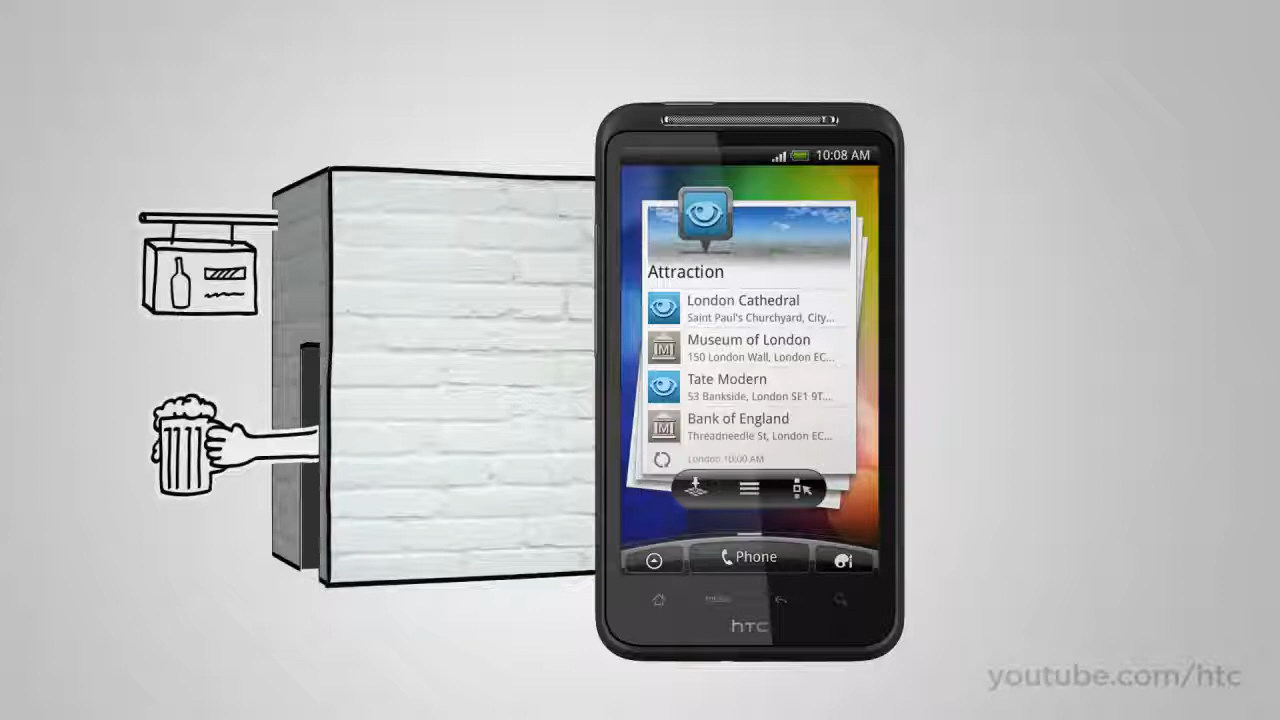 10:08 AM
Attraction
London Cathedral
Saint Paul's Churchyard, City...
Museum of London
150 London Wall, London EC...
Tate Modern
53 Bankside, London SE1 9T...
Bank of England
Threadneedle St, London EC...
London 10:00 AM
Phone
hTC
youtube.com/htc